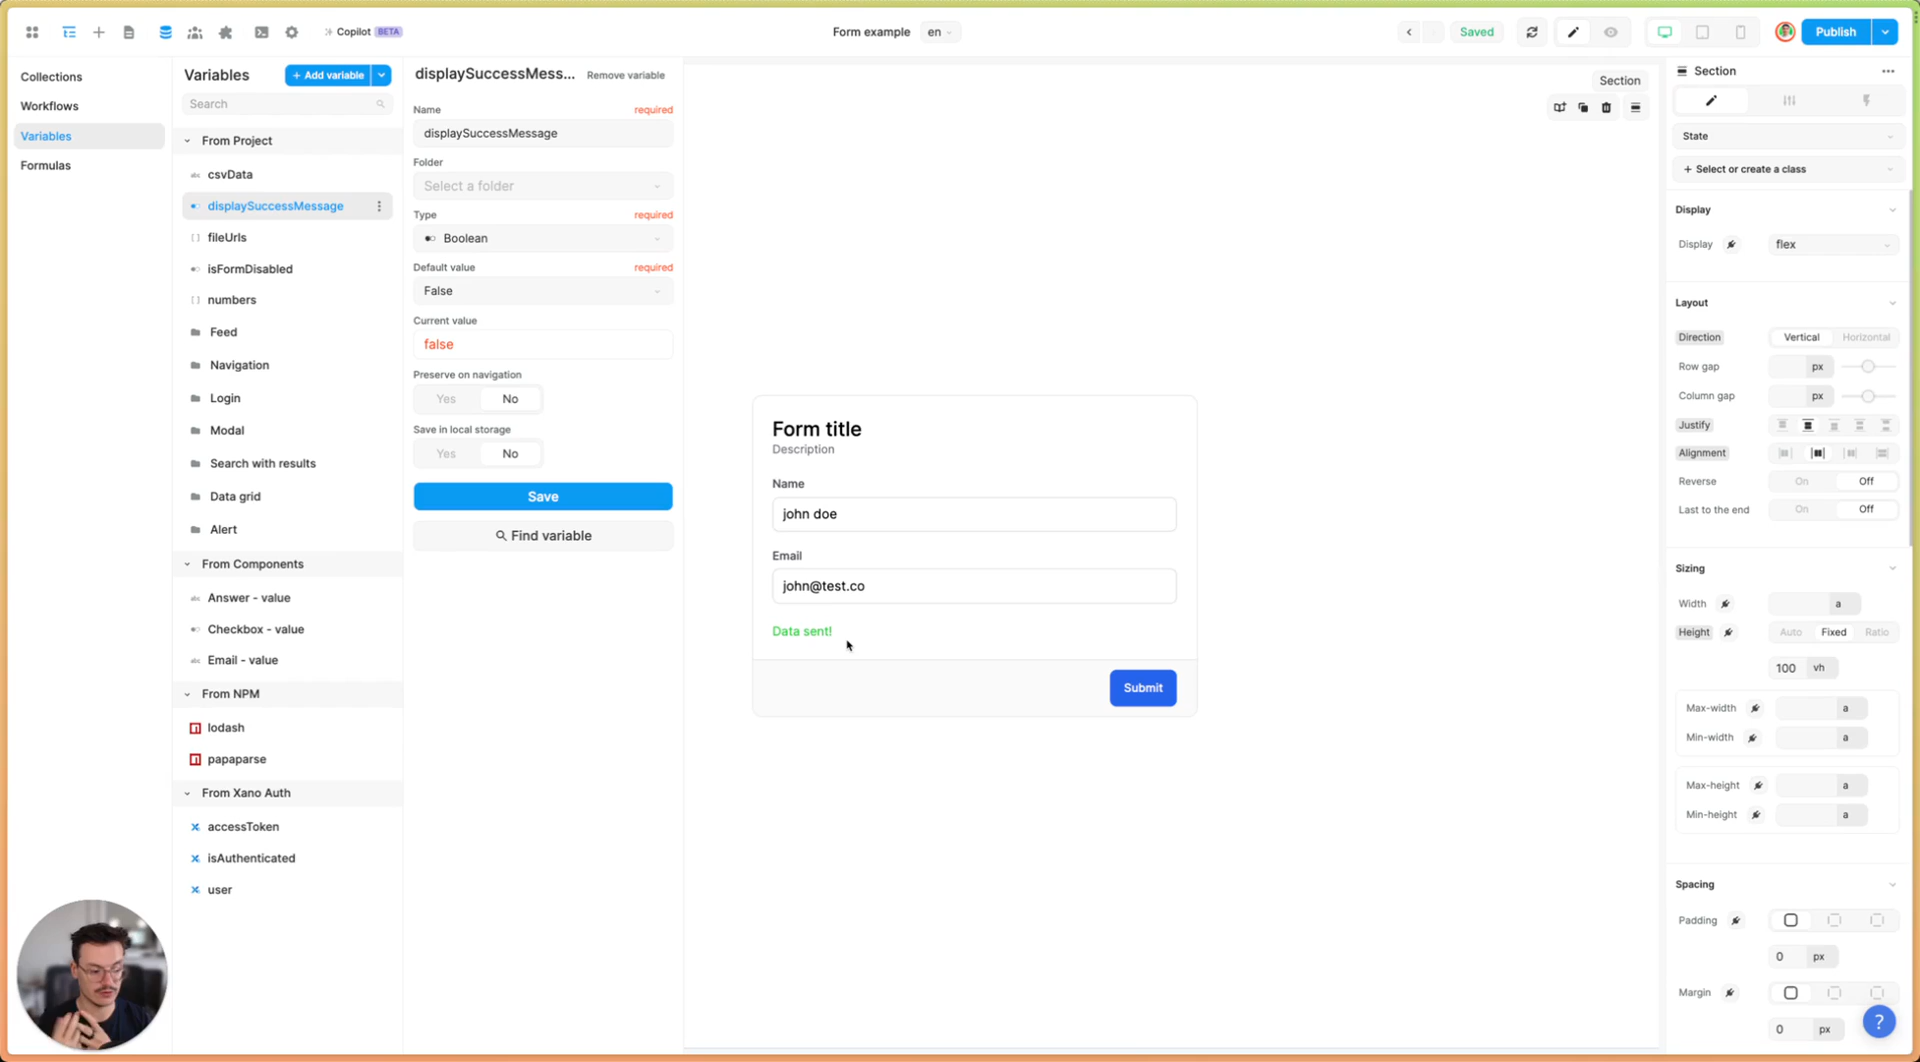 Copilot BETA
Form example en
Saved
Publish
Collections
Workflows
Variables
Formulas
Variables
+ Add variable
Search
From Project
abc csvData
displaySuccessMessage
[] fileUrls
isFormDisabled
[] numbers
Feed
Navigation
Login
Modal
Search with results
Data grid
Alert
From Components
abc Answer - value
Checkbox - value
abc Email - value
From NPM
lodash
papaparse
From Xano Auth
accessToken
isAuthenticated
user
displaySuccessMess...
Remove variable
Name required
displaySuccessMessage
Folder
Select a folder
Type required
Boolean
Default value required
False
Current value
false
Preserve on navigation
Yes No
Save in local storage
Yes No
Save
Find variable
Section
Form title
Description
Name
john doe
Email
john@test.co
Data sent!
Submit
Section
State
+ Select or create a class
Display
Display flex
Layout
Direction Vertical Horizontal
Row gap px
Column gap px
Justify
Alignment
Reverse On Off
Last to the end On Off
Sizing
Width a
Height Auto Fixed Ratio
100 vh
Max-width a
Min-width a
Max-height a
Min-height a
Spacing
Padding
0 px
Margin
0 px
?